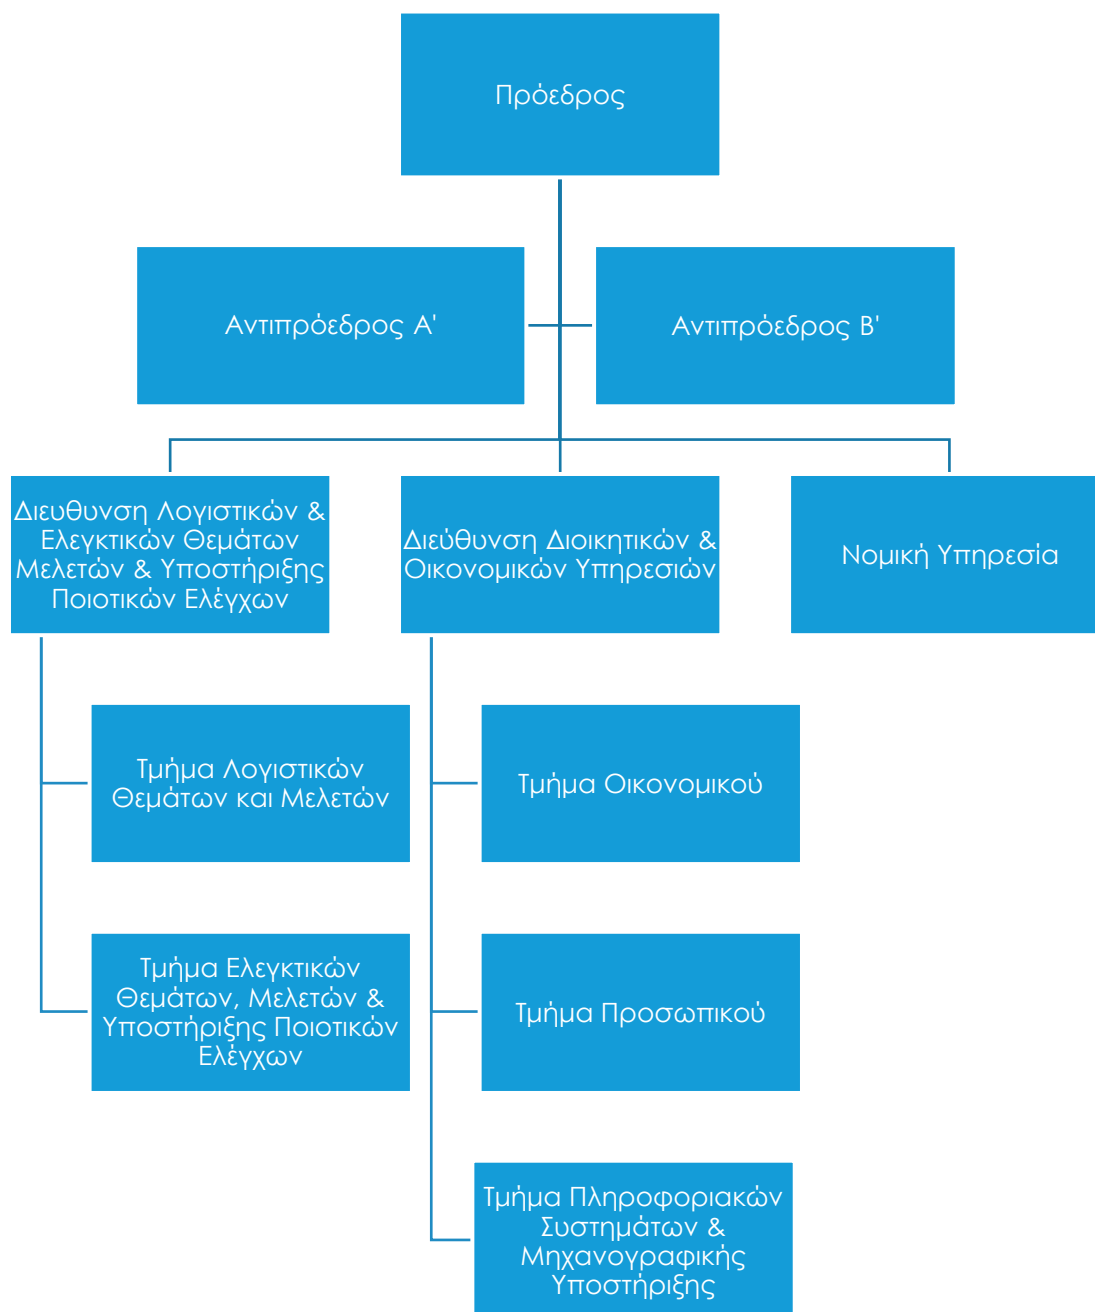 Πρόεδρος
Αντιπρόεδρος Α'
Αντιπρόεδρος Β'
Διευθυνση Λογιστικών &
Ελεγκτικών Θεμάτων
Μελετών & Υποστήριξης
Ποιοτικών Ελέγχων
Διεύθυνση Διοικητικών &
Οικονομικών Υπηρεσιών
Νομική Υπηρεσία
Τμήμα Λογιστικών
Θεμάτων και Μελετών
Τμήμα Οικονομικού
Τμήμα Ελεγκτικών
Θεμάτων, Μελετών &
Υποστήριξης Ποιοτικών
Ελέγχων
Τμήμα Προσωπικού
Τμήμα Πληροφοριακών
Συστημάτων &
Μηχανογραφικής
Υποστήριξης